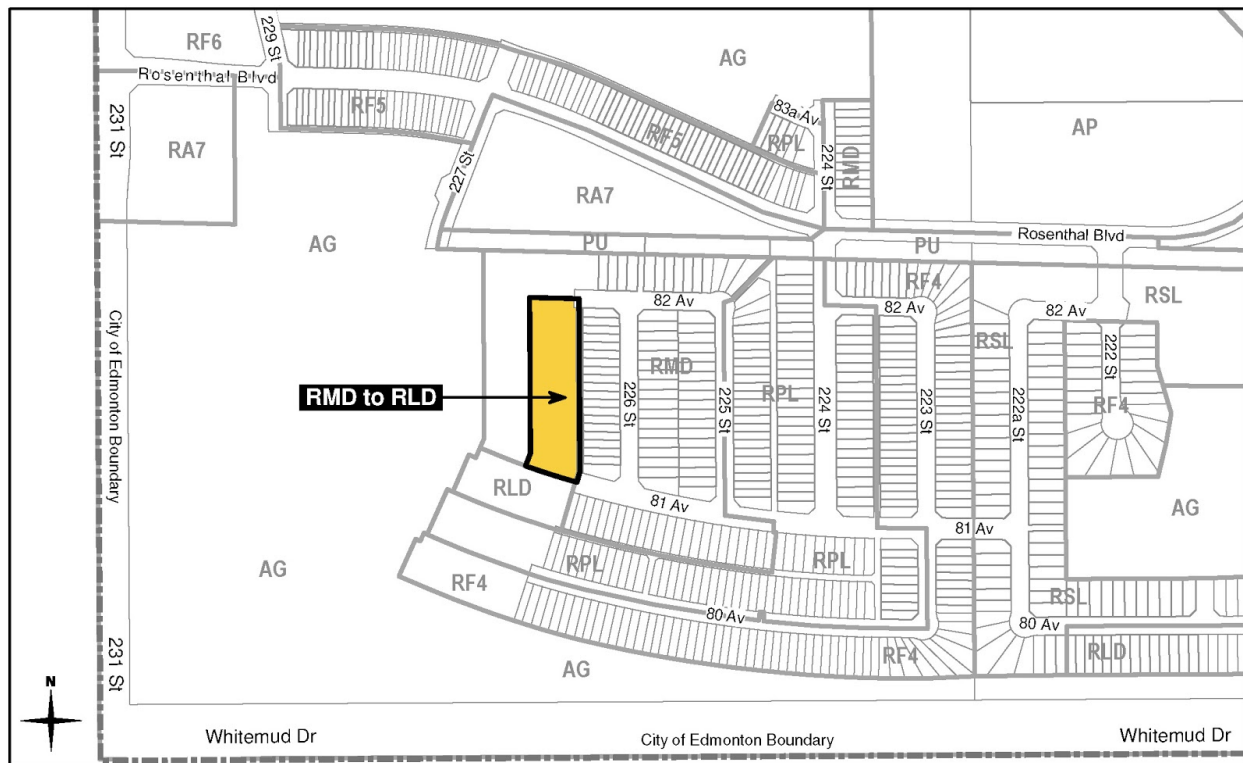 229 St
RF6
AG
Rosenthal Blvd
231 St
RF5
83a Av
AP
RF5
RPL
RA7
224 St
RMD
227 St
RA7
AG
PU
PU
Rosenthal Blvd
RF4
RSL
82 Av
82 Av
82 Av
City of Edmonton Boundary
RSL
222 St
RMD
RMD to RLD
226 St
225 St
RPL
224 St
223 St
222a St
RF4
RLD
81 Av
81 Av
AG
AG
RPL
RPL
RF4
RSL
80 Av
80 Av
231 St
AG
RF4
RLD
N
Whitemud Dr
City of Edmonton Boundary
Whitemud Dr